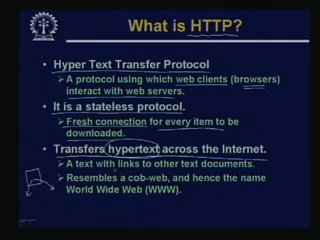 What is HTTP?
• Hyper Text Transfer Protocol
➢ A protocol using which web clients (browsers)
interact with web servers.
• It is a stateless protocol.
➢ Fresh connection for every item to be
downloaded.
• Transfers hypertext across the Internet.
➢ A text with links to other text documents.
➢ Resembles a cob-web, and hence the name
World Wide Web (WWW).